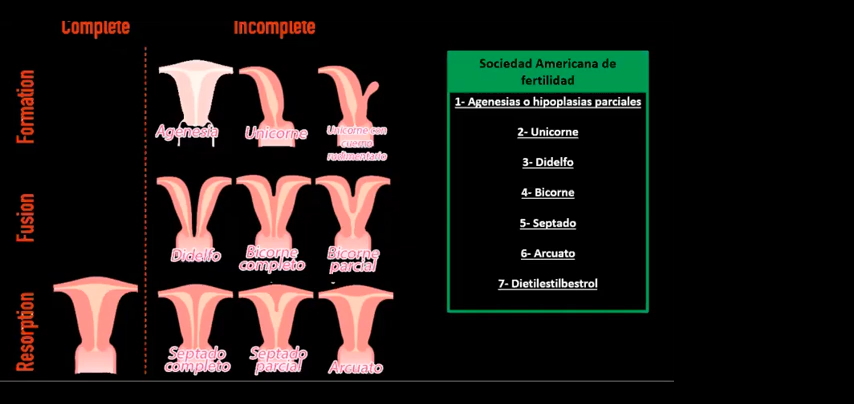 Complete
Incomplete
Formation
Agenesia
Unicorne
Unicorne con
cuerno
rudimentario
Fusion
Didelfo
Bicorne
completo
Bicorne
parcial
Resorption
Septado
completo
Septado
parcial
Arcuato
Sociedad Americana de
fertilidad
1- Agenesias o hipoplasias parciales
2- Unicorne
3- Didelfo
4- Bicorne
5- Septado
6- Arcuato
7- Dietilestilbestrol